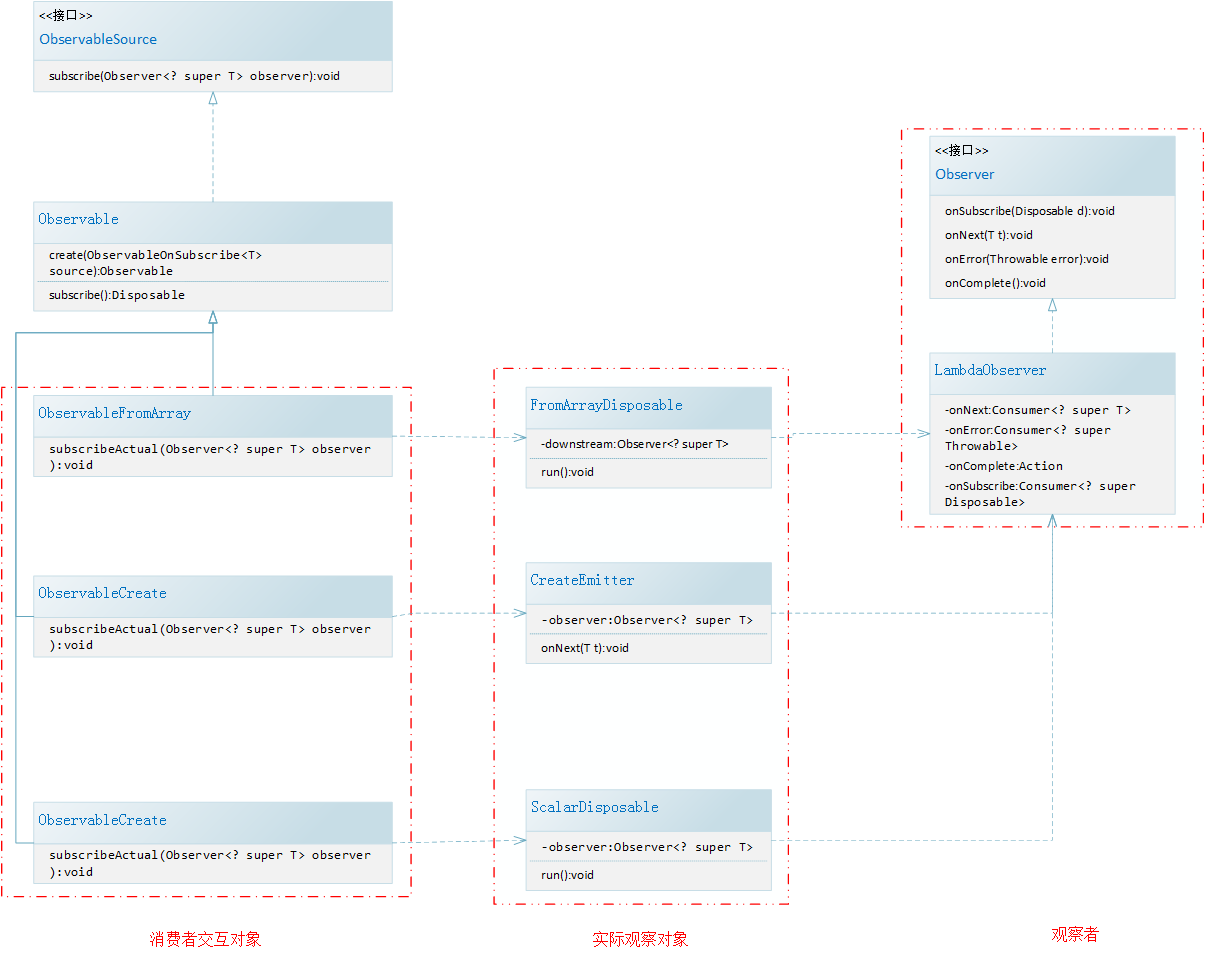 <<接口>>
ObservableSource
subscribe(Observer<? super T> observer):void
Observable
create(ObservableOnSubscribe<T>
source):Observable
subscribe():Disposable
ObservableFromArray
subscribeActual(Observer<? super T> observer
):void
ObservableCreate
subscribeActual(Observer<? super T> observer
):void
ObservableCreate
subscribeActual(Observer<? super T> observer
):void
消费者交互对象
FromArrayDisposable
-downstream:Observer<? super T>
run():void
CreateEmitter
-observer:Observer<? super T>
onNext(T t):void
ScalarDisposable
-observer:Observer<? super T>
run():void
实际观察对象
<<接口>>
Observer
onSubscribe(Disposable d):void
onNext(T t):void
onError(Throwable error):void
onComplete():void
LambdaObserver
-onNext:Consumer<? super T>
-onError:Consumer<? super
Throwable>
-onComplete:Action
-onSubscribe:Consumer<? super
Disposable>
观察者